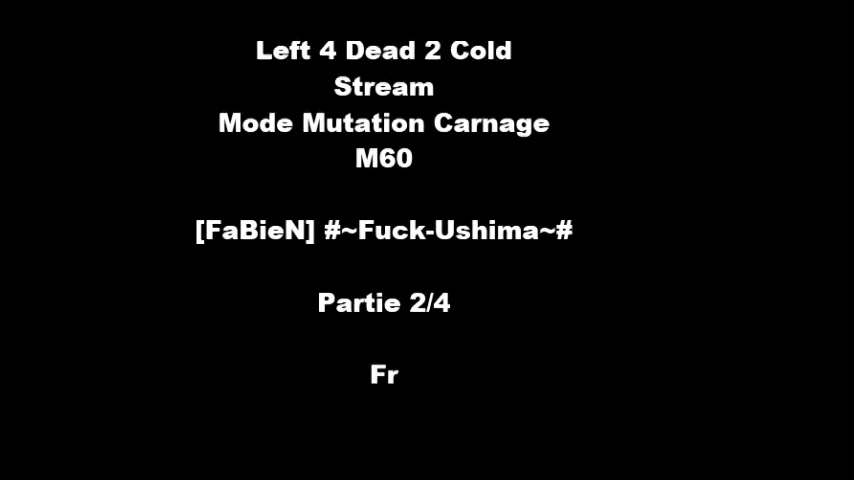 Left 4 Dead 2 Cold
Stream
Mode Mutation Carnage
M60
[FaBieN] #~Fuck-Ushima~#
Partie 2/4
Fr